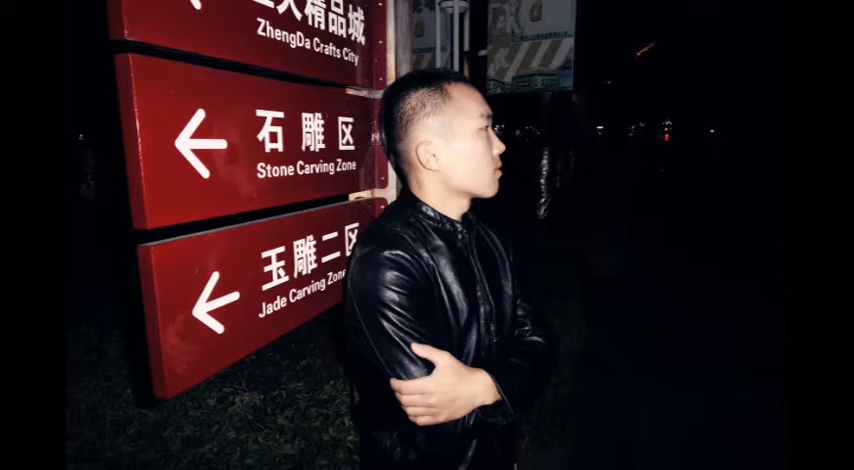 精品城
ZhengDa Crafts City
石雕区
Stone Carving Zone
玉雕二区
Jade Carving Zone